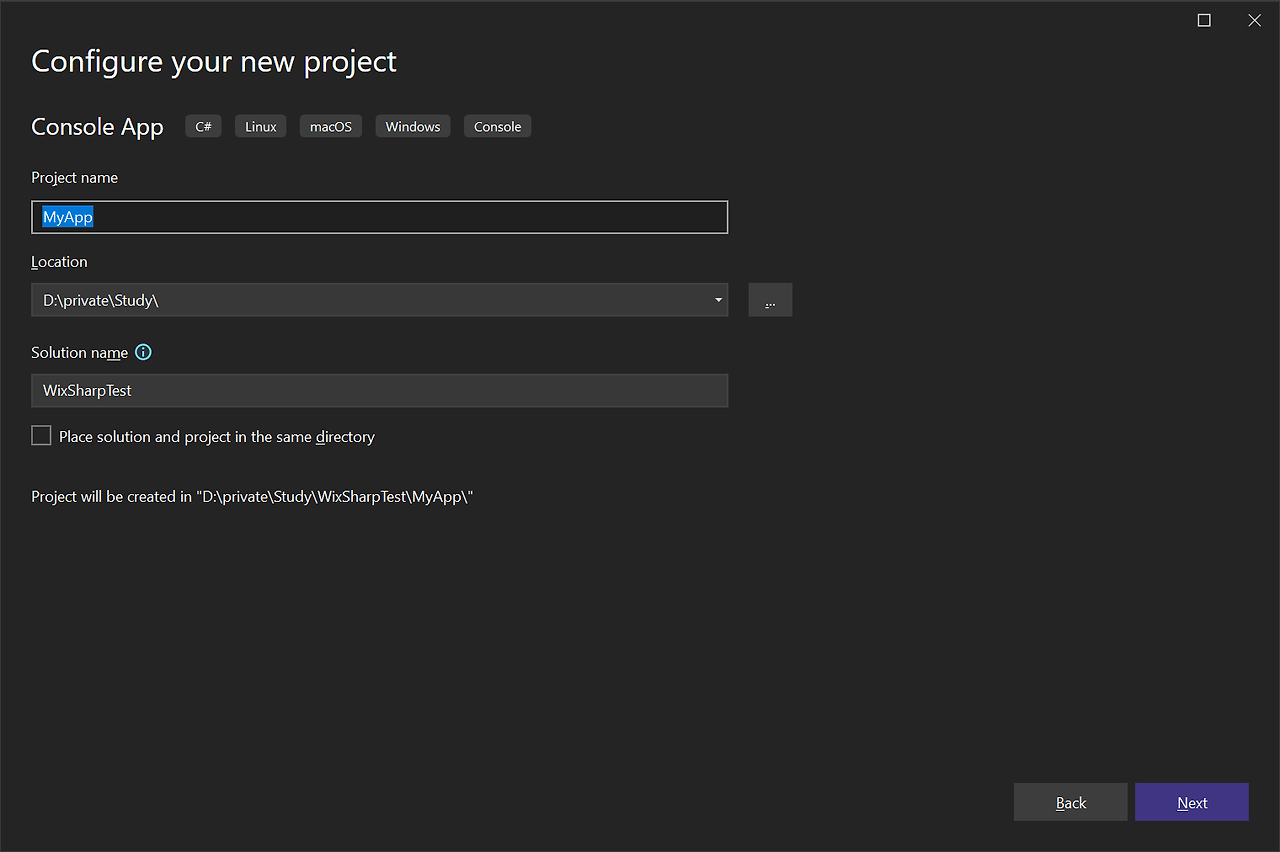 Configure your new project
Console App C# Linux macOS Windows Console
Project name
MyApp
Location
D:\private\Study\
...
Solution name
WixSharpTest
Place solution and project in the same directory
Project will be created in "D:\private\Study\WixSharpTest\MyApp\"
Back Next